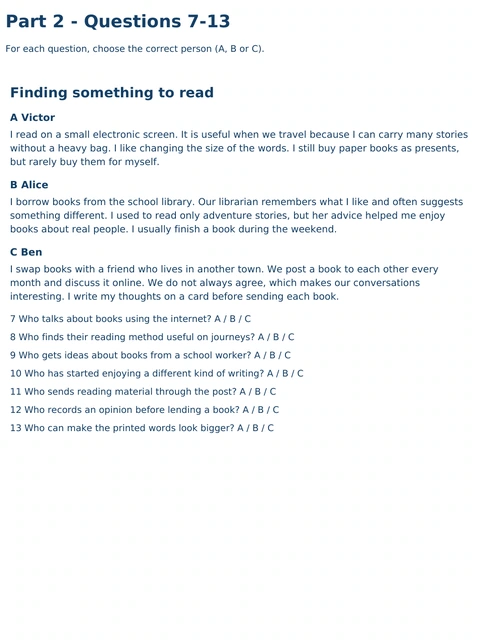 Part 2 - Questions 7-13
For each question, choose the correct person (A, B or C).
Finding something to read
A Victor
I read on a small electronic screen. It is useful when we travel because I can carry many stories
without a heavy bag. I like changing the size of the words. I still buy paper books as presents,
but rarely buy them for myself.
B Alice
I borrow books from the school library. Our librarian remembers what I like and often suggests
something different. I used to read only adventure stories, but her advice helped me enjoy
books about real people. I usually finish a book during the weekend.
C Ben
I swap books with a friend who lives in another town. We post a book to each other every
month and discuss it online. We do not always agree, which makes our conversations
interesting. I write my thoughts on a card before sending each book.
7 Who talks about books using the internet? A / B / C
8 Who finds their reading method useful on journeys? A / B / C
9 Who gets ideas about books from a school worker? A / B / C
10 Who has started enjoying a different kind of writing? A / B / C
11 Who sends reading material through the post? A / B / C
12 Who records an opinion before lending a book? A / B / C
13 Who can make the printed words look bigger? A / B / C